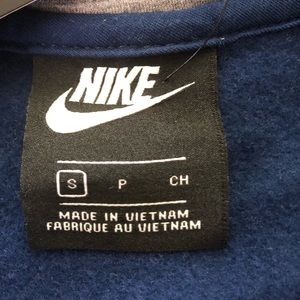 NIKE
S P CH
MADE IN VIETNAM
FABRIQUE AU VIETNAM